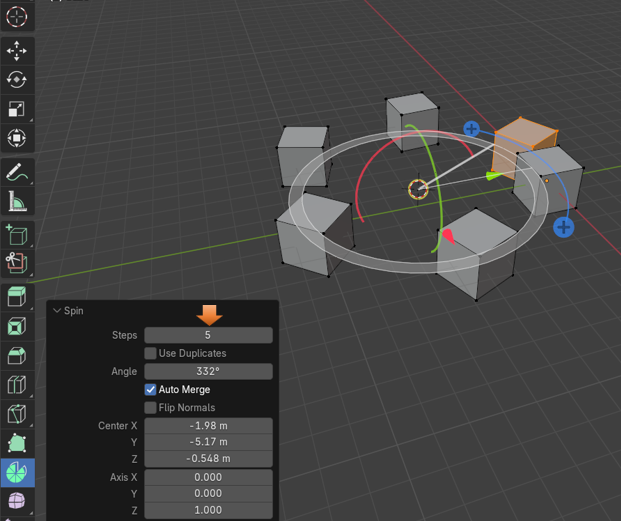 Spin
Steps 5
Use Duplicates
Angle 332°
Auto Merge
Flip Normals
Center X -1.98 m
Y -5.17 m
Z -0.548 m
Axis X 0.000
Y 0.000
Z 1.000